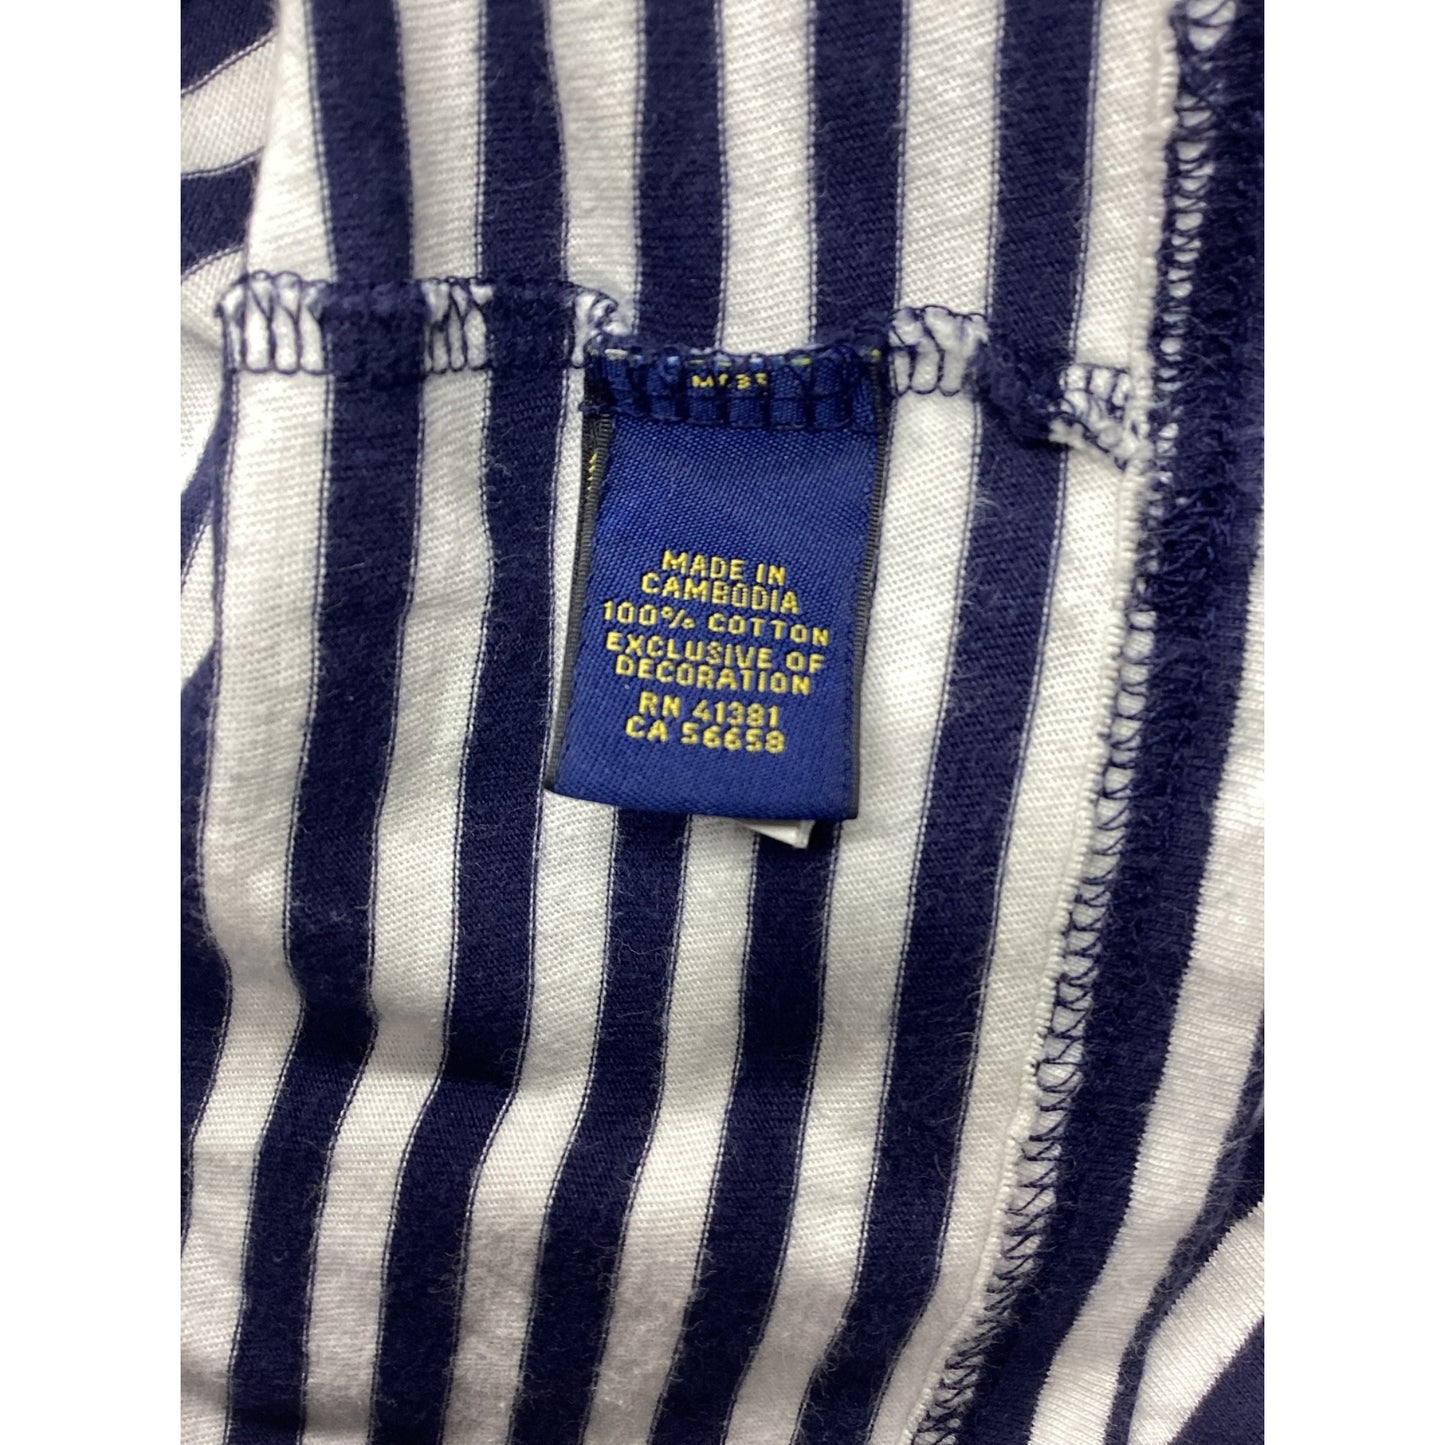 MADE IN
CAMBODIA
100% COTTON
EXCLUSIVE OF
DECORATION
RN 41381
CA 56658